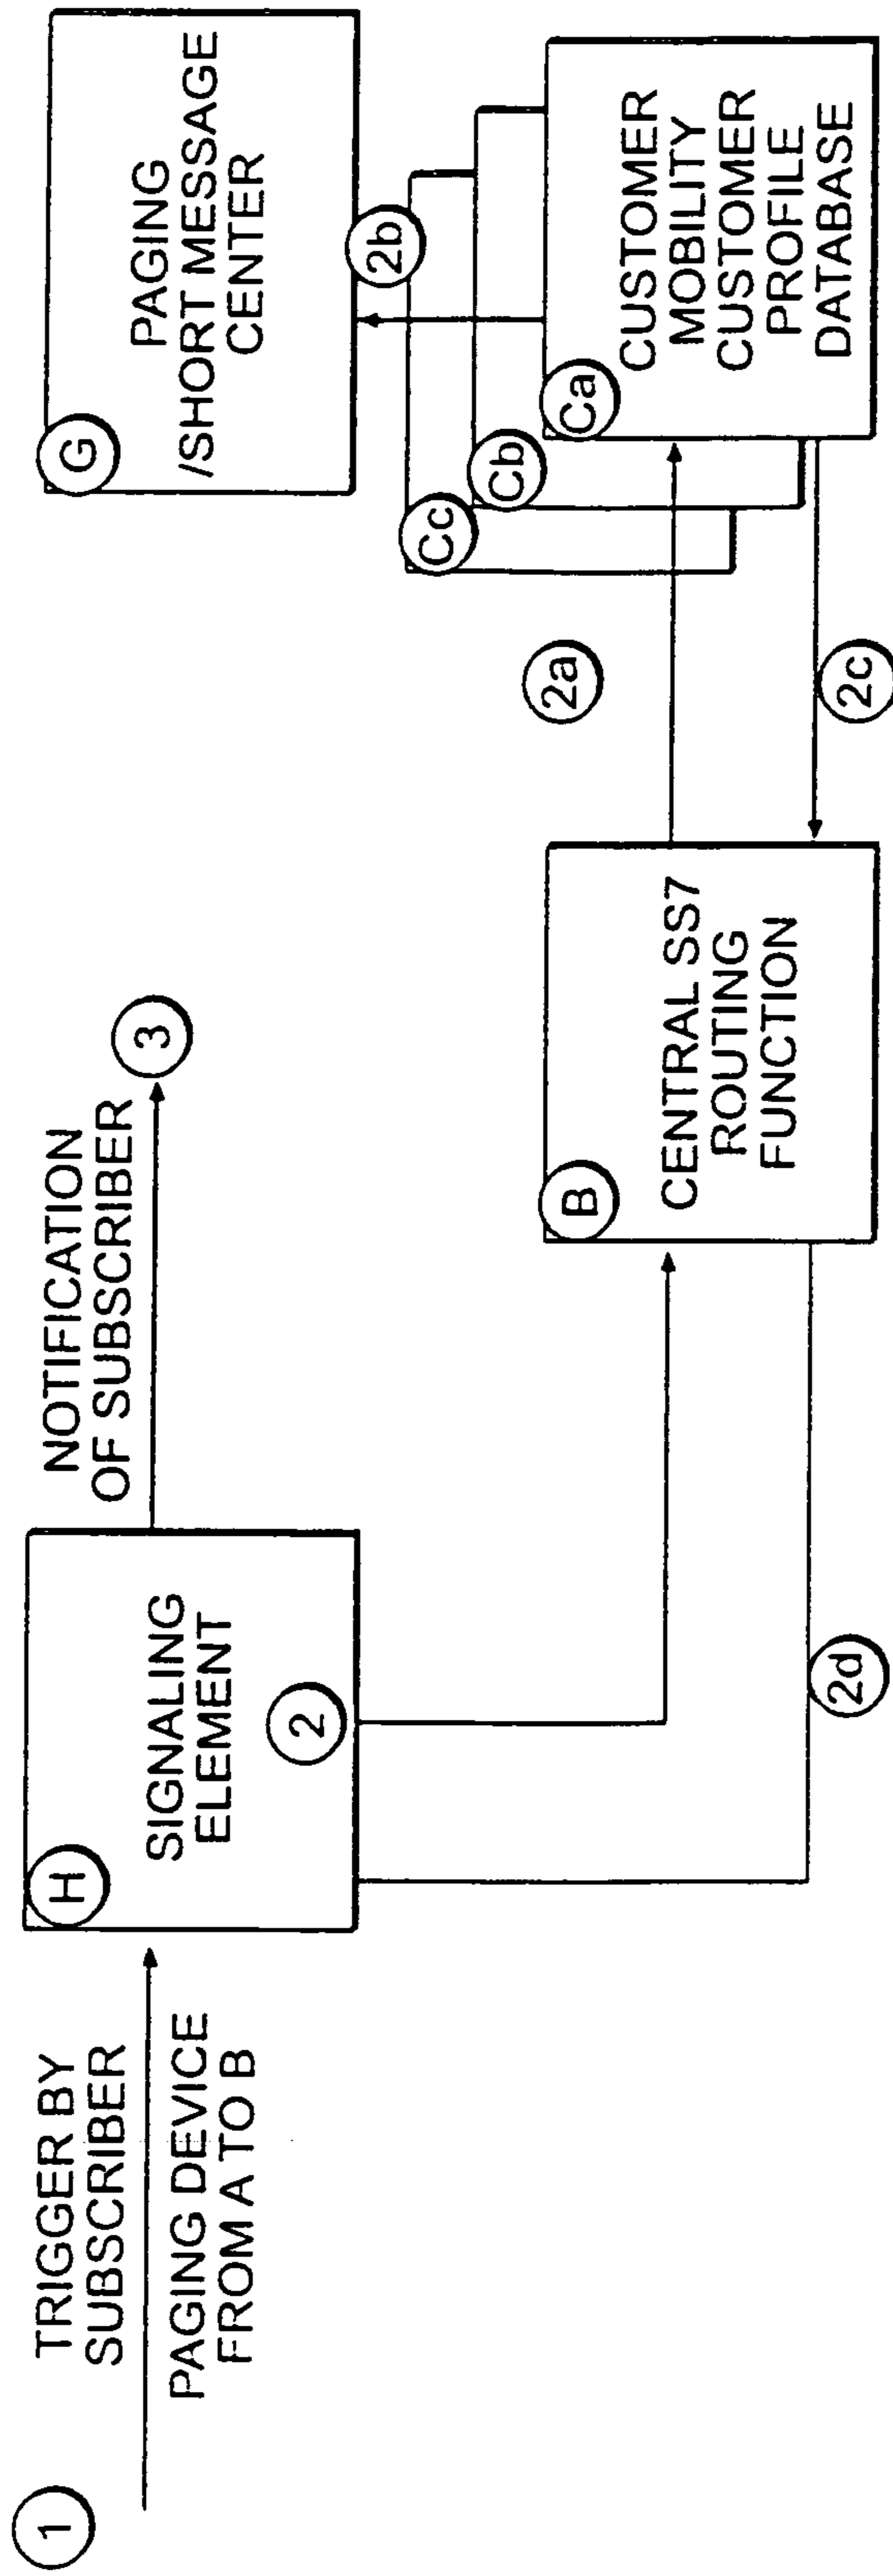 1
TRIGGER BY
SUBSCRIBER
PAGING DEVICE
FROM A TO B
H
SIGNALING
ELEMENT
2
NOTIFICATION
OF SUBSCRIBER
3
2d
B
CENTRAL SS7
ROUTING
FUNCTION
2a
2c
G
PAGING
/SHORT MESSAGE
CENTER
2b
Cc
Cb
Ca
CUSTOMER
MOBILITY
CUSTOMER
PROFILE
DATABASE